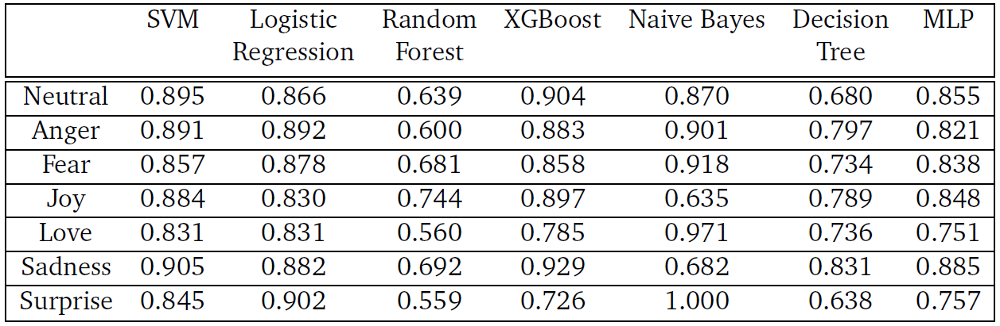 SVM Logistic Regression Random Forest XGBoost Naive Bayes Decision Tree MLP
Neutral 0.895 0.866 0.639 0.904 0.870 0.680 0.855
Anger 0.891 0.892 0.600 0.883 0.901 0.797 0.821
Fear 0.857 0.878 0.681 0.858 0.918 0.734 0.838
Joy 0.884 0.830 0.744 0.897 0.635 0.789 0.848
Love 0.831 0.831 0.560 0.785 0.971 0.736 0.751
Sadness 0.905 0.882 0.692 0.929 0.682 0.831 0.885
Surprise 0.845 0.902 0.559 0.726 1.000 0.638 0.757